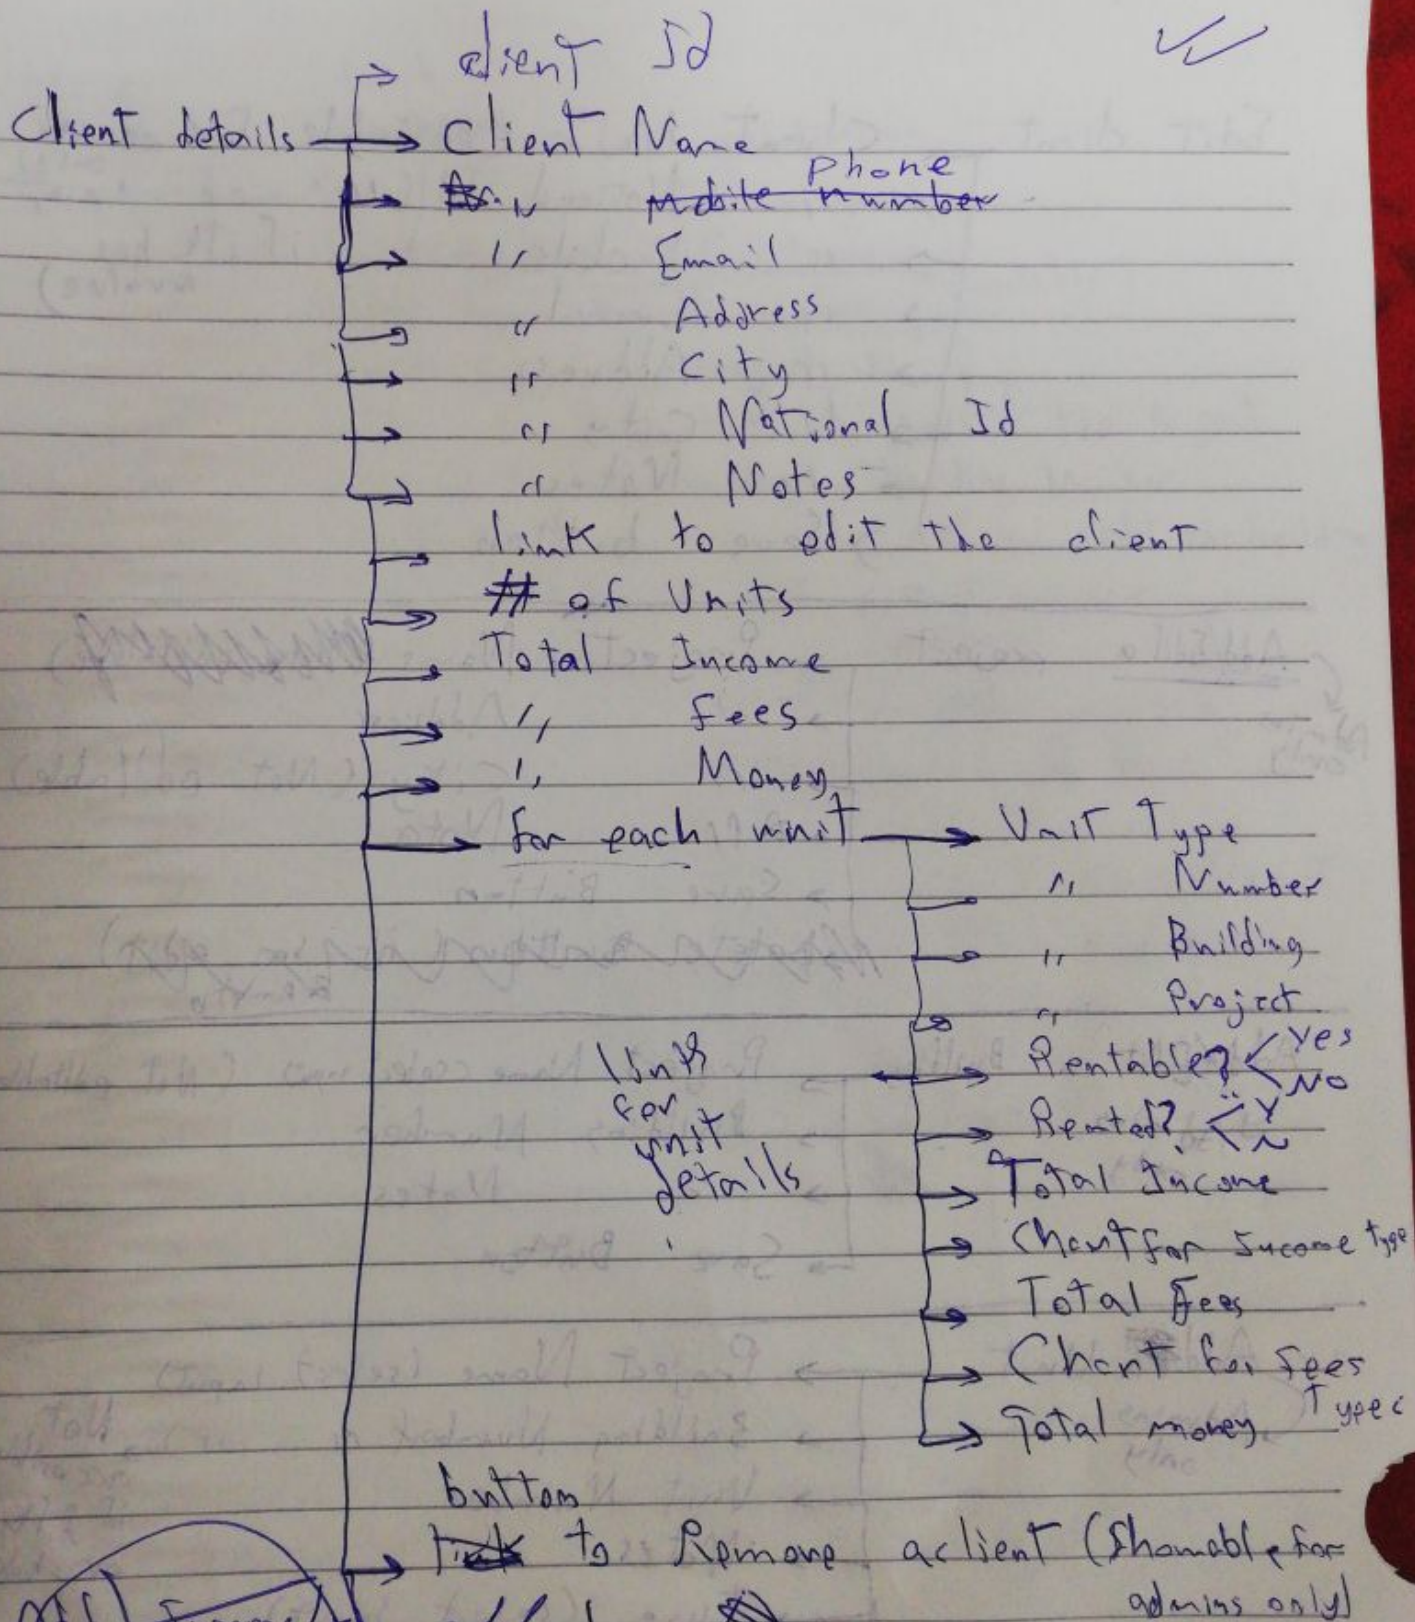 client Id
Client details → Client Name
phone
→ " Mobile number
→ " Email
→ " Address
→ " City
→ " National Id
→ " Notes
→ link to edit the client
→ # of Units
→ Total Income
→ " fees
→ " Money
→ for each unit → Unit Type
→ " Number
→ " Building
→ " Project
link for unit details
→ Rentable? < Yes No
→ Rented? < Y N
→ Total Income
→ Chart for Income type
→ Total Fees
→ Chart for fees Types
→ Total money
button
→ link to Remove a client (Showable for
admins only)